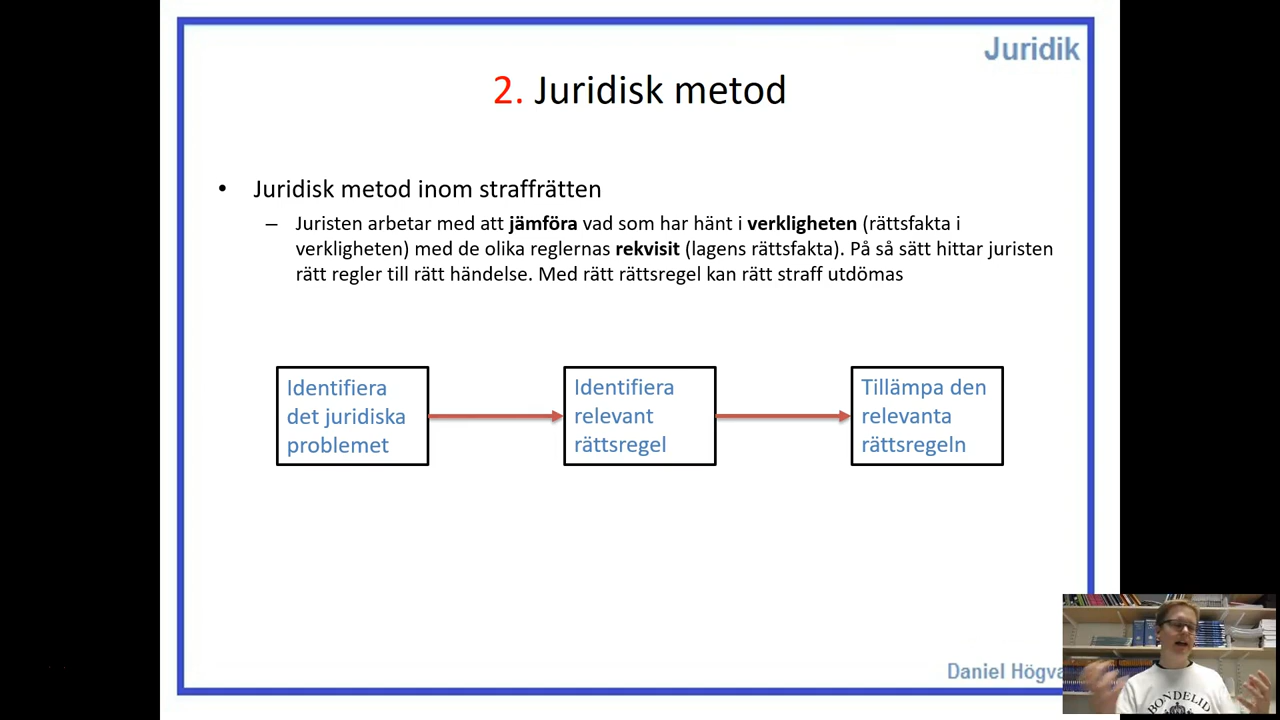 Juridik
2. Juridisk metod
• Juridisk metod inom straffrätten
– Juristen arbetar med att jämföra vad som har hänt i verkligheten (rättsfakta i
verkligheten) med de olika reglernas rekvisit (lagens rättsfakta). På så sätt hittar juristen
rätt regler till rätt händelse. Med rätt rättsregel kan rätt straff utdömas
Identifiera
det juridiska
problemet
Identifiera
relevant
rättsregel
Tillämpa den
relevanta
rättsregeln
Daniel
BONDELID